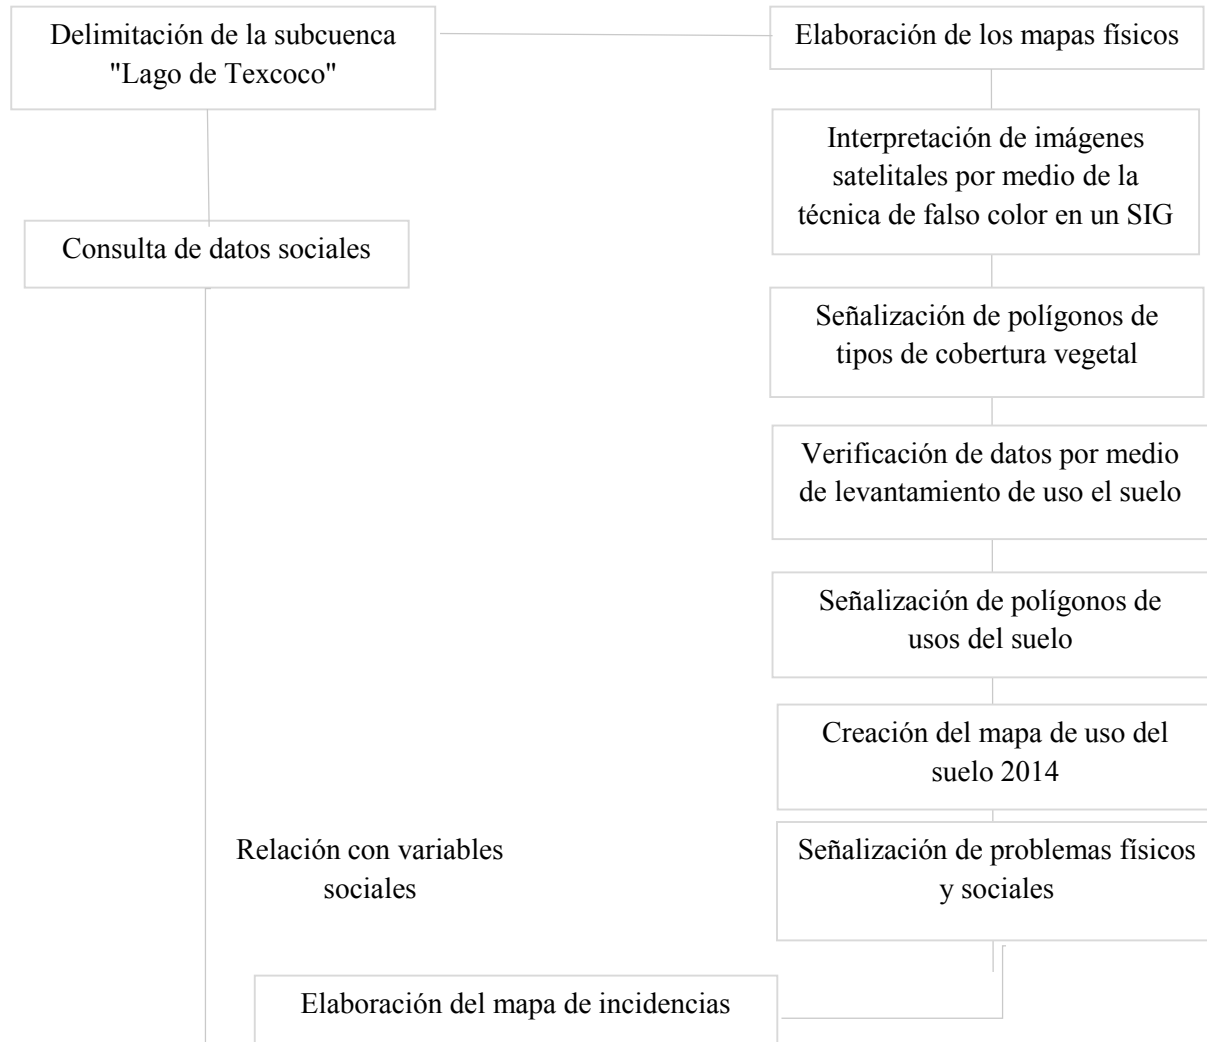 Delimitación de la subcuenca
"Lago de Texcoco"
Elaboración de los mapas físicos
Interpretación de imágenes
satelitales por medio de la
técnica de falso color en un SIG
Consulta de datos sociales
Señalización de polígonos de
tipos de cobertura vegetal
Verificación de datos por medio
de levantamiento de uso el suelo
Señalización de polígonos de
usos del suelo
Creación del mapa de uso del
suelo 2014
Relación con variables
sociales
Señalización de problemas físicos
y sociales
Elaboración del mapa de incidencias